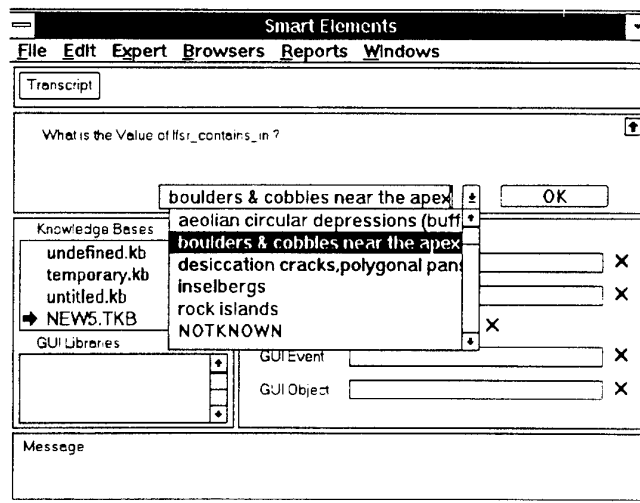 Smart Elements
File Edit Expert Browsers Reports Windows
Transcript
What is the Value of lfsr_contains_in ?
boulders & cobbles near the apex
OK
aeolian circular depressions (buff
boulders & cobbles near the apex
desiccation cracks,polygonal pans
inselbergs
rock islands
NOTKNOWN
Knowledge Bases
undefined.kb
temporary.kb
untitled.kb
NEW5.TKB
GUI Libraries
GUI Event
GUI Object
Message